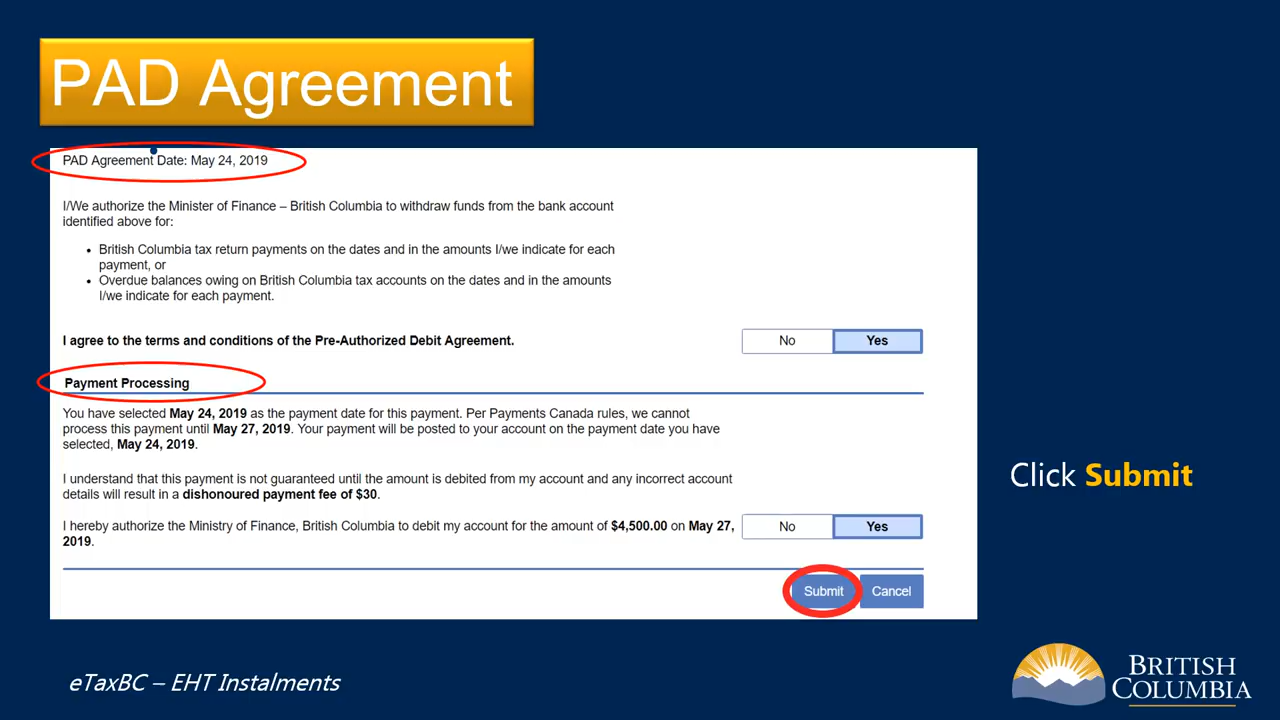 PAD Agreement
PAD Agreement Date: May 24, 2019
I/We authorize the Minister of Finance – British Columbia to withdraw funds from the bank account
identified above for:
• British Columbia tax return payments on the dates and in the amounts I/we indicate for each
payment, or
• Overdue balances owing on British Columbia tax accounts on the dates and in the amounts
I/we indicate for each payment.
I agree to the terms and conditions of the Pre-Authorized Debit Agreement. No Yes
Payment Processing
You have selected May 24, 2019 as the payment date for this payment. Per Payments Canada rules, we cannot
process this payment until May 27, 2019. Your payment will be posted to your account on the payment date you have
selected, May 24, 2019.
I understand that this payment is not guaranteed until the amount is debited from my account and any incorrect account
details will result in a dishonoured payment fee of $30.
I hereby authorize the Ministry of Finance, British Columbia to debit my account for the amount of $4,500.00 on May 27, No Yes
2019.
Submit Cancel
Click Submit
eTaxBC – EHT Instalments
BRITISH
COLUMBIA